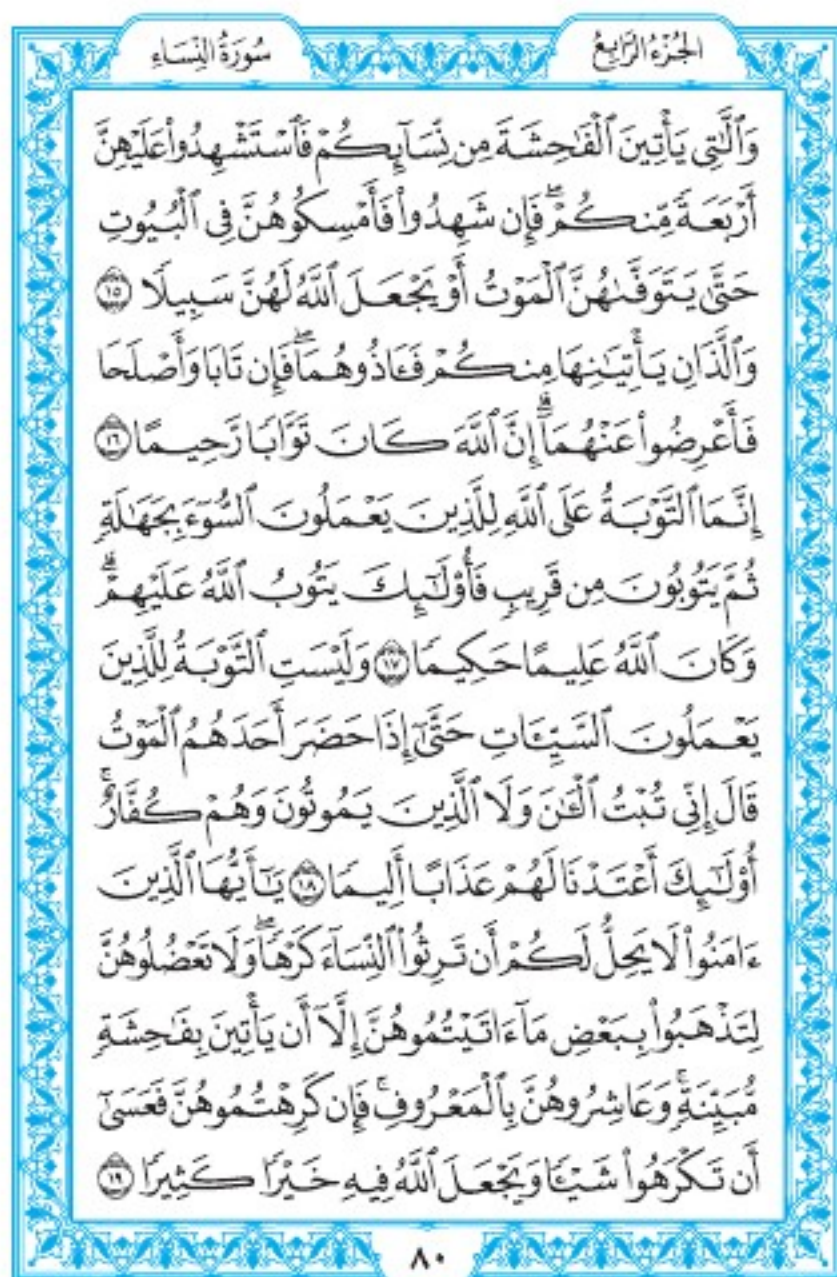 سُورَةُ النِّسَاءِ
الجُزْءُ الرَّابِعُ
وَٱلَّٰتِي يَأۡتِينَ ٱلۡفَٰحِشَةَ مِن نِّسَآئِكُمۡ فَٱسۡتَشۡهِدُواْ عَلَيۡهِنَّ
أَرۡبَعَةٗ مِّنكُمۡۖ فَإِن شَهِدُواْ فَأَمۡسِكُوهُنَّ فِي ٱلۡبُيُوتِ
حَتَّىٰ يَتَوَفَّىٰهُنَّ ٱلۡمَوۡتُ أَوۡ يَجۡعَلَ ٱللَّهُ لَهُنَّ سَبِيلٗا ١٥
وَٱلَّذَانِ يَأۡتِيَٰنِهَا مِنكُمۡ فَـَٔاذُوهُمَاۖ فَإِن تَابَا وَأَصۡلَحَا
فَأَعۡرِضُواْ عَنۡهُمَآۗ إِنَّ ٱللَّهَ كَانَ تَوَّابٗا رَّحِيمًا ١٦
إِنَّمَا ٱلتَّوۡبَةُ عَلَى ٱللَّهِ لِلَّذِينَ يَعۡمَلُونَ ٱلسُّوٓءَ بِجَهَٰلَةٖ
ثُمَّ يَتُوبُونَ مِن قَرِيبٖ فَأُوْلَٰٓئِكَ يَتُوبُ ٱللَّهُ عَلَيۡهِمۡۗ
وَكَانَ ٱللَّهُ عَلِيمًا حَكِيمٗا ١٧ وَلَيۡسَتِ ٱلتَّوۡبَةُ لِلَّذِينَ
يَعۡمَلُونَ ٱلسَّيِّـَٔاتِ حَتَّىٰٓ إِذَا حَضَرَ أَحَدَهُمُ ٱلۡمَوۡتُ
قَالَ إِنِّي تُبۡتُ ٱلۡـَٰٔنَ وَلَا ٱلَّذِينَ يَمُوتُونَ وَهُمۡ كُفَّارٌۚ
أُوْلَٰٓئِكَ أَعۡتَدۡنَا لَهُمۡ عَذَابًا أَلِيمٗا ١٨ يَٰٓأَيُّهَا ٱلَّذِينَ
ءَامَنُواْ لَا يَحِلُّ لَكُمۡ أَن تَرِثُواْ ٱلنِّسَآءَ كَرۡهٗاۖ وَلَا تَعۡضُلُوهُنَّ
لِتَذۡهَبُواْ بِبَعۡضِ مَآ ءَاتَيۡتُمُوهُنَّ إِلَّآ أَن يَأۡتِينَ بِفَٰحِشَةٖ
مُّبَيِّنَةٖۚ وَعَاشِرُوهُنَّ بِٱلۡمَعۡرُوفِۚ فَإِن كَرِهۡتُمُوهُنَّ فَعَسَىٰٓ
أَن تَكۡرَهُواْ شَيۡـٔٗا وَيَجۡعَلَ ٱللَّهُ فِيهِ خَيۡرٗا كَثِيرٗا ١٩
٨٠